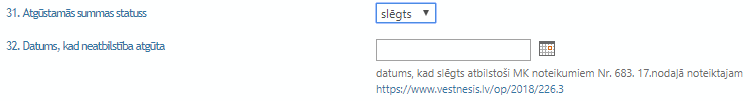 31. Atgūstamās summas statuss
slēgts
32. Datums, kad neatbilstība atgūta
datums, kad slēgts atbilstoši MK noteikumiem Nr. 683. 17.nodaļā noteiktajam
https://www.vestnesis.lv/op/2018/226.3